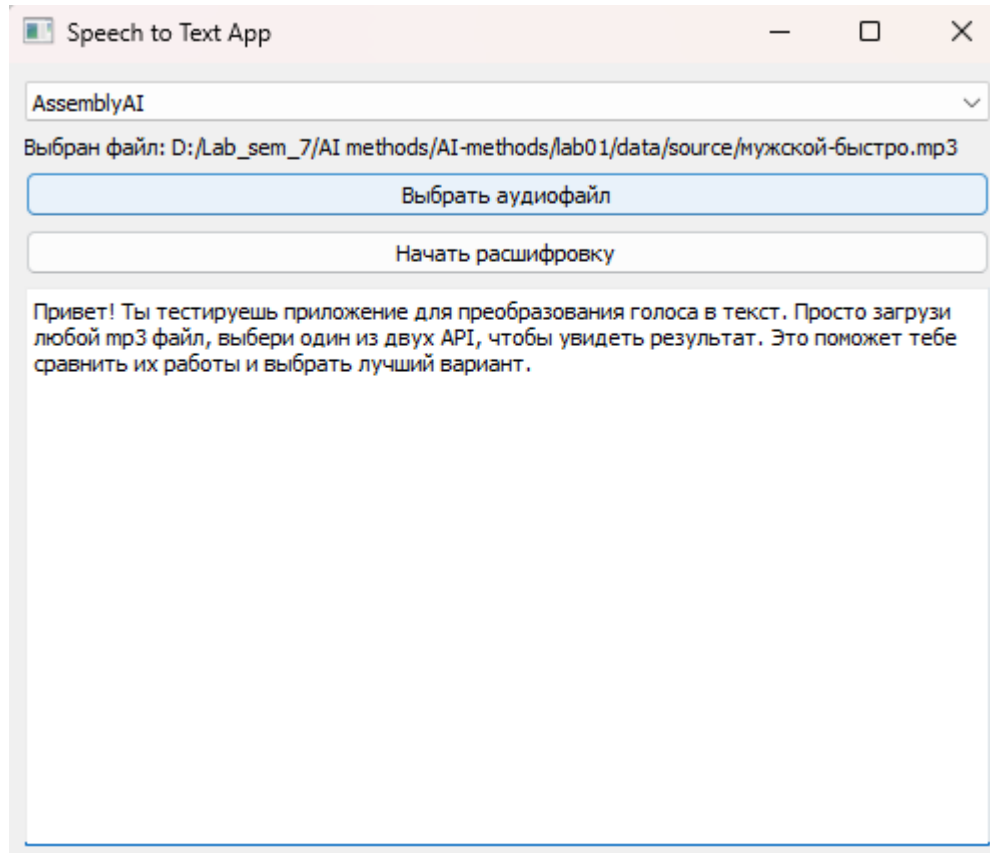 Speech to Text App
AssemblyAI
Выбран файл: D:/Lab_sem_7/AI methods/AI-methods/lab01/data/source/мужской-быстро.mp3
Выбрать аудиофайл
Начать расшифровку
Привет! Ты тестируешь приложение для преобразования голоса в текст. Просто загрузи
любой mp3 файл, выбери один из двух API, чтобы увидеть результат. Это поможет тебе
сравнить их работы и выбрать лучший вариант.